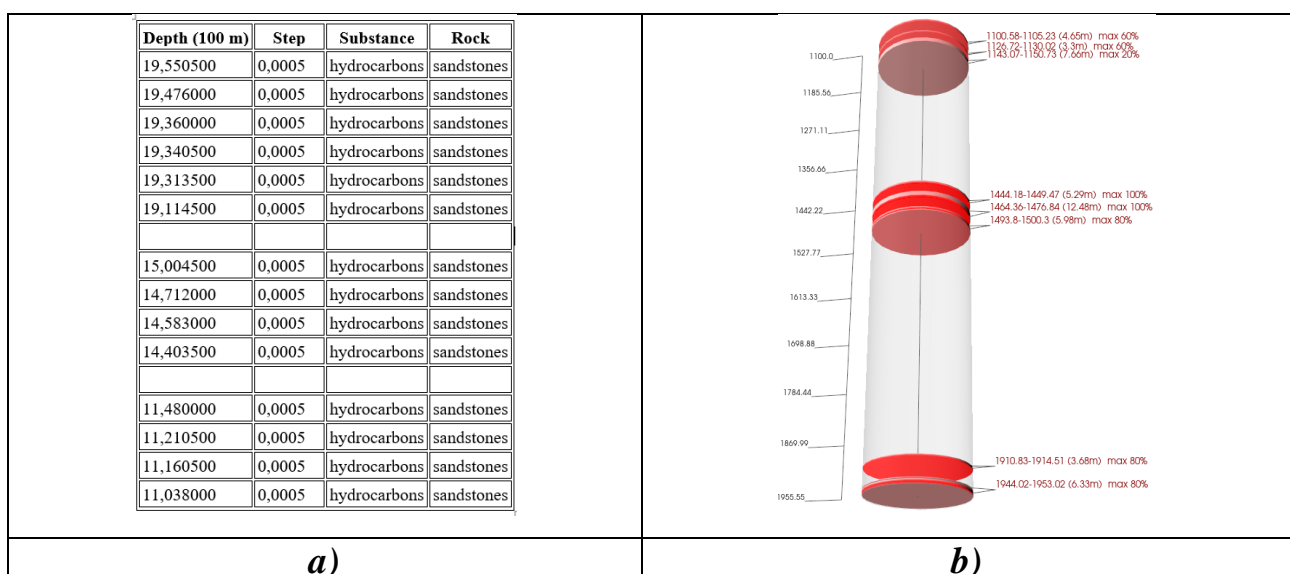 Depth (100 m) Step Substance Rock
19,550500 0,0005 hydrocarbons sandstones
19,476000 0,0005 hydrocarbons sandstones
19,360000 0,0005 hydrocarbons sandstones
19,340500 0,0005 hydrocarbons sandstones
19,313500 0,0005 hydrocarbons sandstones
19,114500 0,0005 hydrocarbons sandstones
15,004500 0,0005 hydrocarbons sandstones
14,712000 0,0005 hydrocarbons sandstones
14,583000 0,0005 hydrocarbons sandstones
14,403500 0,0005 hydrocarbons sandstones
11,480000 0,0005 hydrocarbons sandstones
11,210500 0,0005 hydrocarbons sandstones
11,160500 0,0005 hydrocarbons sandstones
11,038000 0,0005 hydrocarbons sandstones
a)
1100.0
1185.56
1271.11
1356.66
1442.22
1527.77
1613.33
1698.88
1784.44
1869.99
1955.55
1100.58-1105.23 (4.65m) max 60%
1126.72-1130.02 (3.3m) max 60%
1143.07-1150.73 (7.66m) max 20%
1444.18-1449.47 (5.29m) max 100%
1464.36-1476.84 (12.48m) max 100%
1493.8-1500.3 (5.98m) max 80%
1910.83-1914.51 (3.68m) max 80%
1944.02-1953.02 (6.33m) max 80%
b)